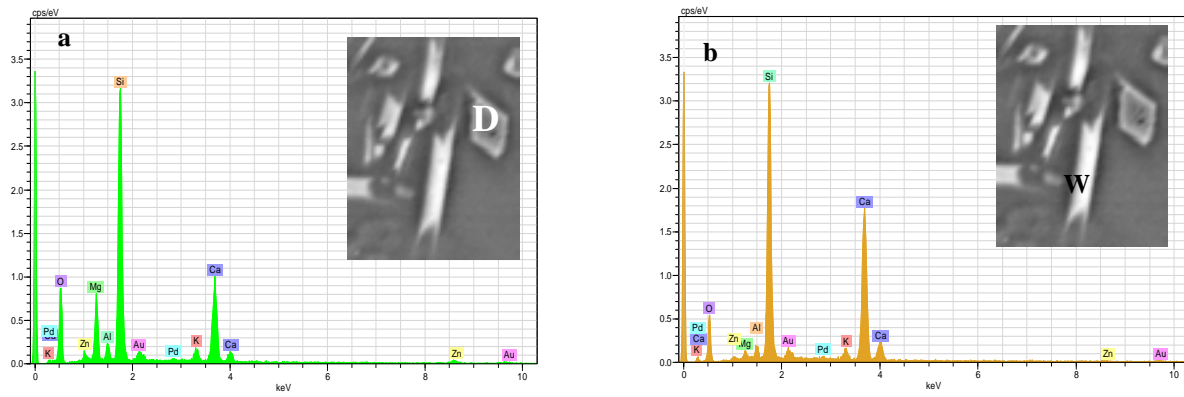 cps/eV
a
3.5
3.0
2.5
2.0
1.5
1.0
0.5
0.0
Si
O
Mg
Ca
Pd
K
Zn
Al
Au
Pd
K
Ca
Zn
Au
D
0 2 4 6 8 10
keV
cps/eV
b
3.5
3.0
2.5
2.0
1.5
1.0
0.5
0.0
Si
Ca
O
Pd
Ca
K
Zn
Mg
Al
Au
Pd
K
Ca
Zn
Au
W
0 2 4 6 8 10
keV